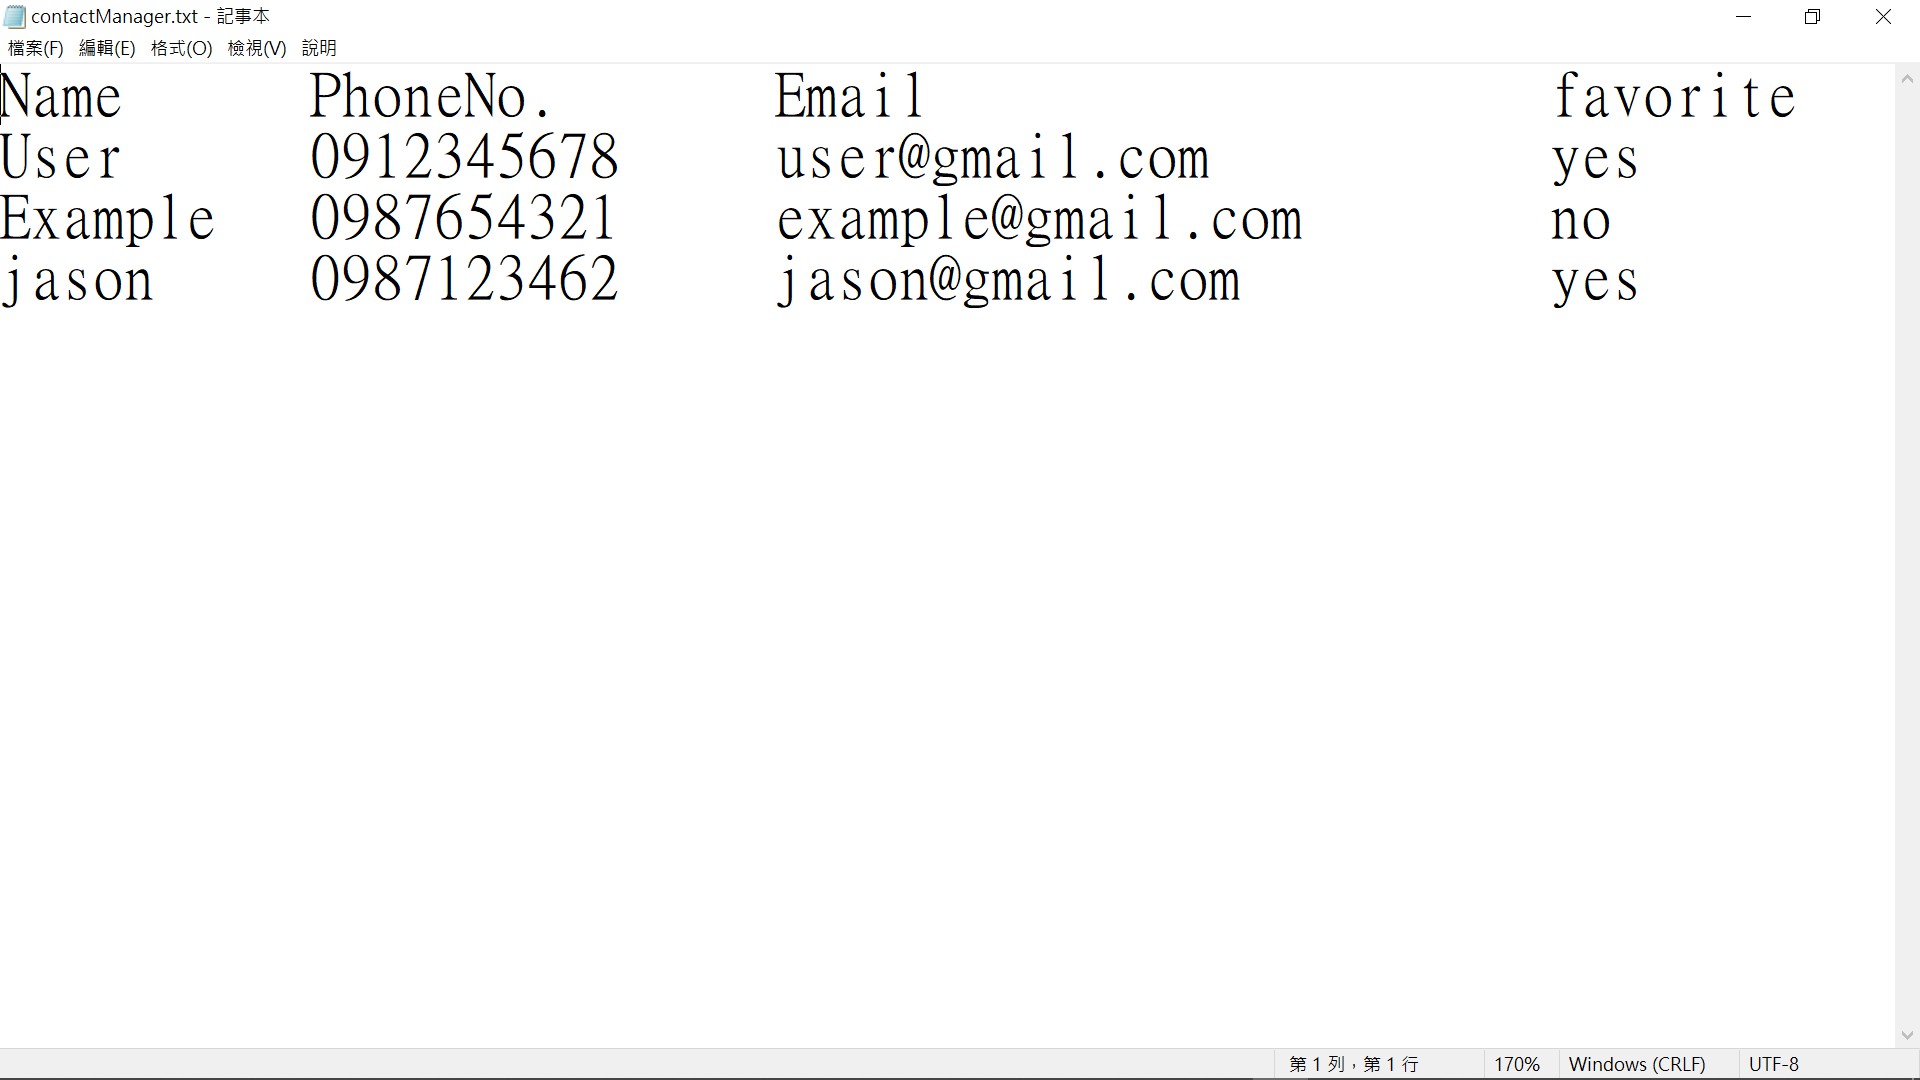 contactManager.txt - 記事本
檔案(F) 編輯(E) 格式(O) 檢視(V) 說明
Name PhoneNo. Email favorite
User 0912345678 user@gmail.com yes
Example 0987654321 example@gmail.com no
jason 0987123462 jason@gmail.com yes
第 1 列，第 1 行 170% Windows (CRLF) UTF-8